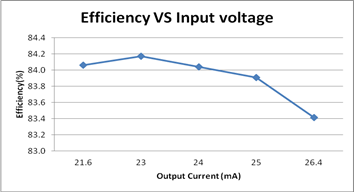 Efficiency VS Input voltage
84.4
84.2
84.0
83.8
83.6
83.4
83.2
83.0
Efficiency(%)
21.6 23 24 25 26.4
Output Current (mA)